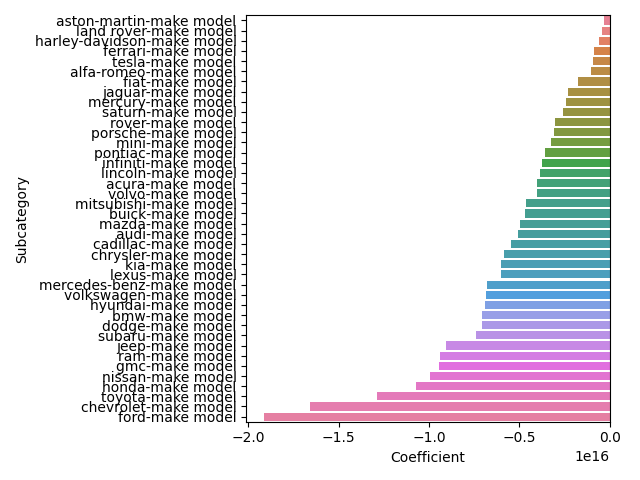 aston-martin-make model
land rover-make model
harley-davidson-make model
ferrari-make model
tesla-make model
alfa-romeo-make model
fiat-make model
jaguar-make model
mercury-make model
saturn-make model
rover-make model
porsche-make model
mini-make model
pontiac-make model
infiniti-make model
lincoln-make model
acura-make model
volvo-make model
mitsubishi-make model
buick-make model
mazda-make model
audi-make model
cadillac-make model
chrysler-make model
kia-make model
lexus-make model
mercedes-benz-make model
volkswagen-make model
hyundai-make model
bmw-make model
dodge-make model
subaru-make model
jeep-make model
ram-make model
gmc-make model
nissan-make model
honda-make model
toyota-make model
chevrolet-make model
ford-make model
Subcategory
−2.0 −1.5 −1.0 −0.5 0.0
Coefficient
1e16